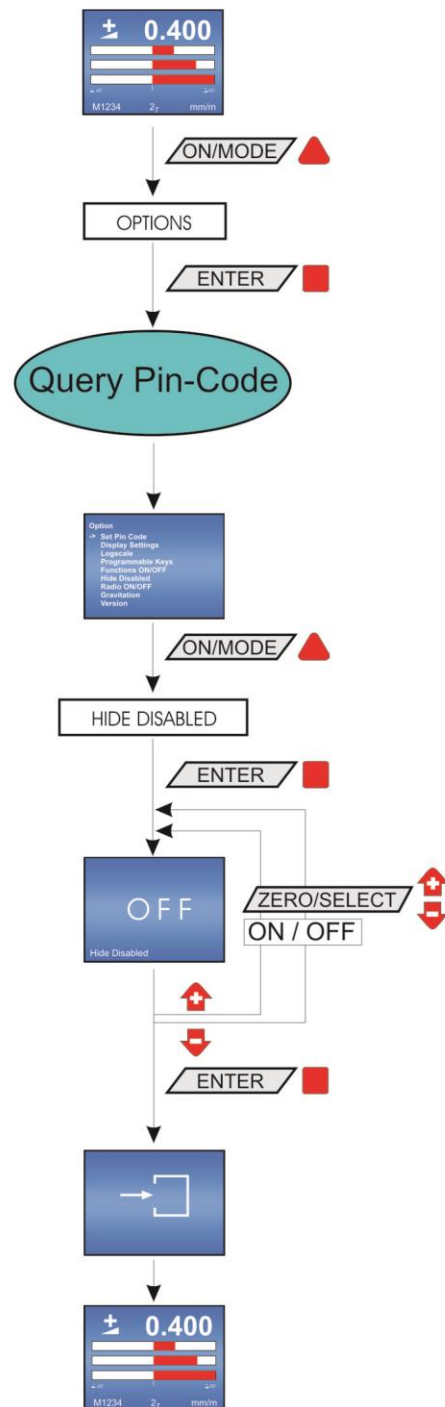 ± 0.400
M1234 2₇ mm/m
ON/MODE
OPTIONS
ENTER
Query Pin-Code
Option
-> Set Pin Code
Display Settings
Logscale
Programmable Keys
Functions ON/OFF
Hide Disabled
Radio ON/OFF
Gravitation
Version
ON/MODE
HIDE DISABLED
ENTER
OFF
Hide Disabled
ZERO/SELECT
ON / OFF
ENTER
± 0.400
M1234 2₇ mm/m